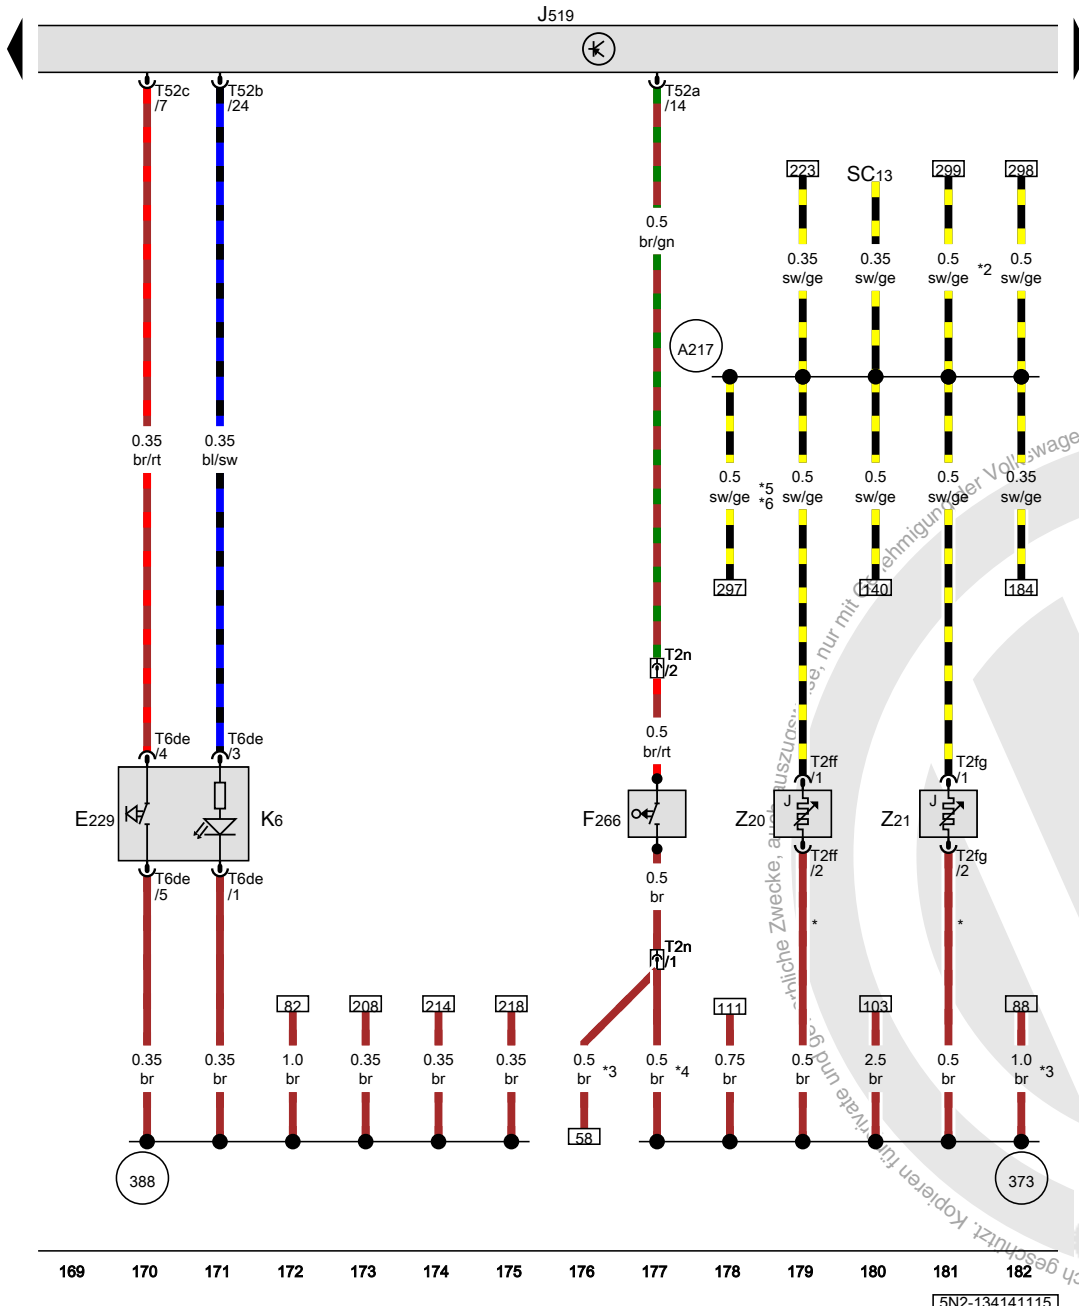 J519
T52c
/7
T52b
/24
T52a
/14
223
SC13
299
298
0.5
br/gn
0.35
sw/ge
0.35
sw/ge
0.5
sw/ge
*2
0.5
sw/ge
A217
0.35
br/rt
0.35
bl/sw
0.5
sw/ge
*5
*6
0.5
sw/ge
0.5
sw/ge
0.5
sw/ge
0.35
sw/ge
297
140
184
T2n
/2
0.5
br/rt
T6de
/4
T6de
/3
T2ff
/1
T2fg
/1
E229
K6
F266
Z20
J
Z21
J
T6de
/5
T6de
/1
0.5
br
T2ff
/2
T2fg
/2
*
*
T2n
/1
82
208
214
218
111
103
88
0.35
br
0.35
br
1.0
br
0.35
br
0.35
br
0.35
br
0.5
br
*3
0.5
br
*4
0.75
br
0.5
br
2.5
br
0.5
br
1.0
br
*3
58
388
373
169 170 171 172 173 174 175 176 177 178 179 180 181 182
5N2-134141115